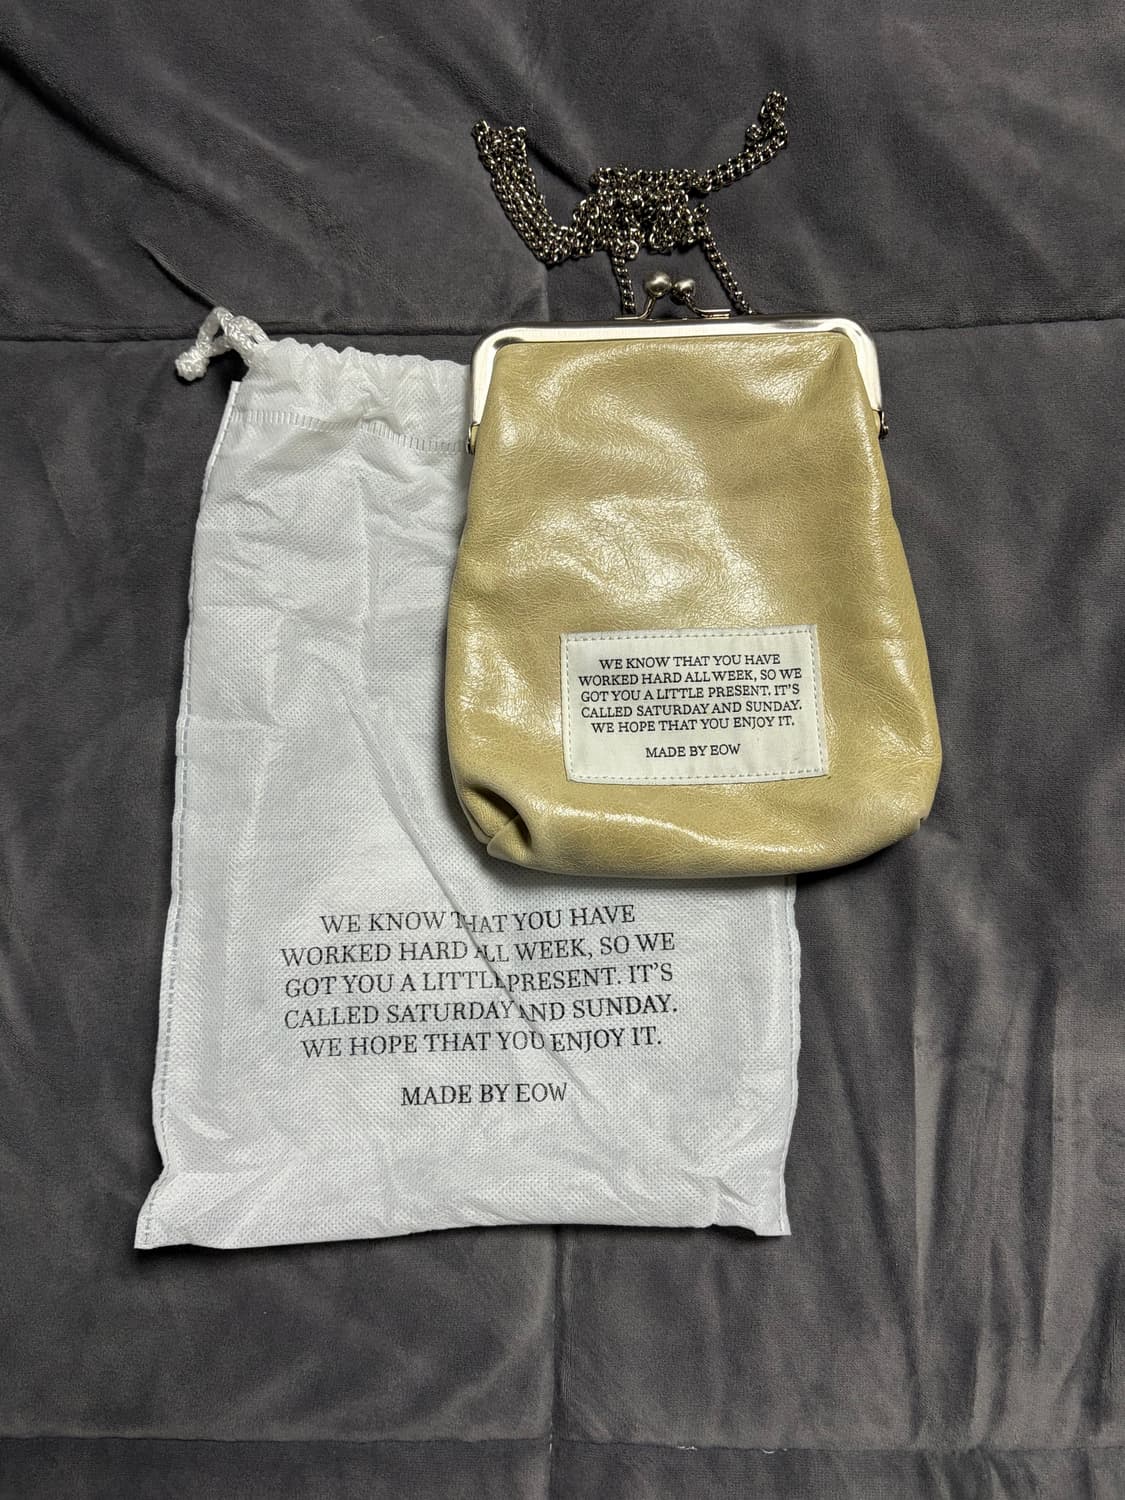 WE KNOW THAT YOU HAVE
WORKED HARD ALL WEEK, SO WE
GOT YOU A LITTLE PRESENT. IT'S
CALLED SATURDAY AND SUNDAY.
WE HOPE THAT YOU ENJOY IT.
MADE BY EOW
WE KNOW THAT YOU HAVE
WORKED HARD ALL WEEK, SO WE
GOT YOU A LITTLE PRESENT. IT'S
CALLED SATURDAY AND SUNDAY.
WE HOPE THAT YOU ENJOY IT.
MADE BY EOW